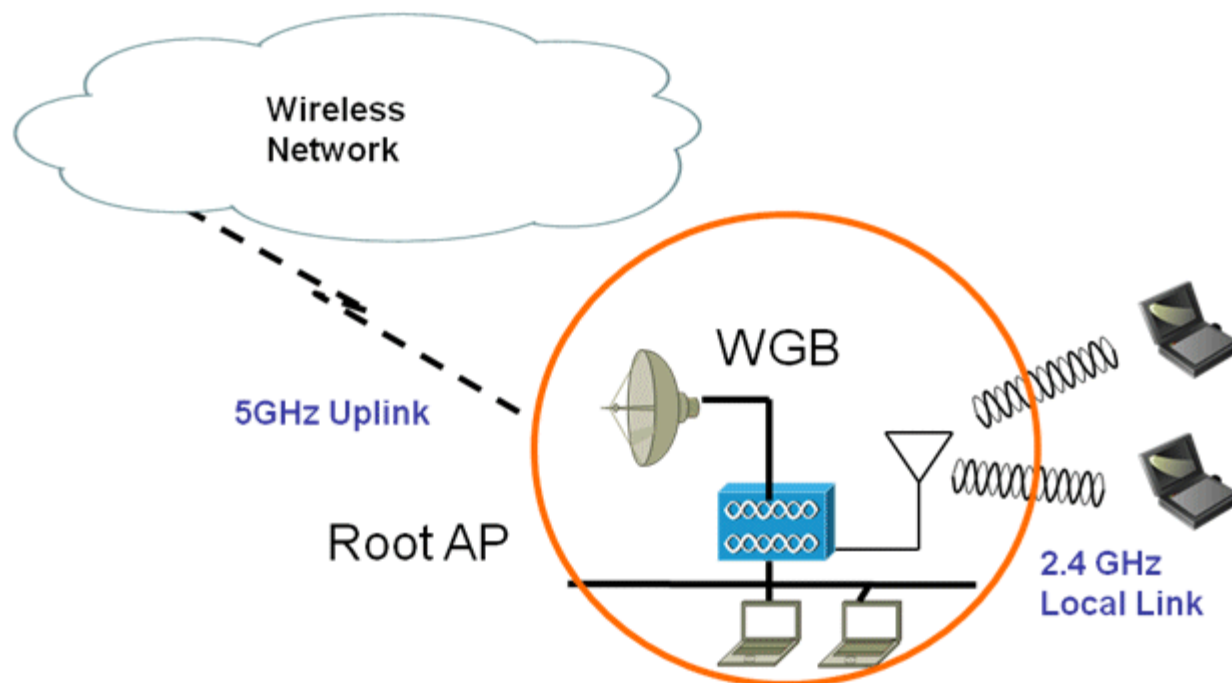 Wireless
Network
WGB
5GHz Uplink
Root AP
2.4 GHz
Local Link